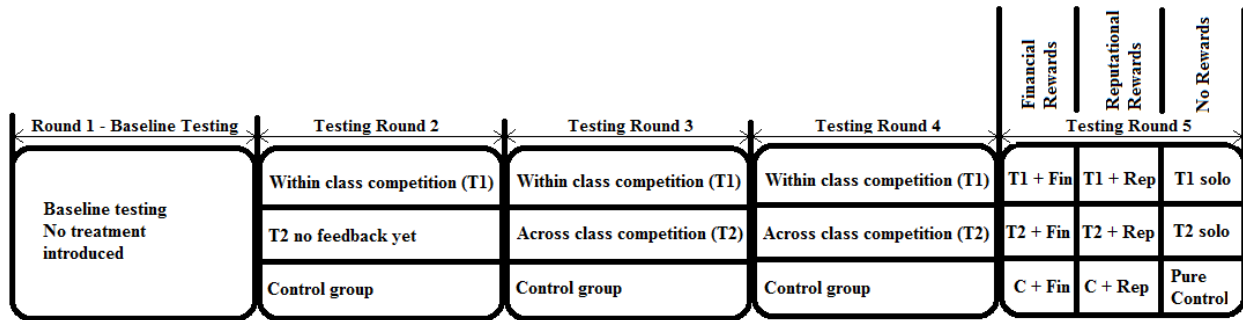 Financial
Rewards
Reputational
Rewards
No Rewards
Round 1 - Baseline Testing
Testing Round 2
Testing Round 3
Testing Round 4
Testing Round 5
Baseline testing
No treatment
introduced
Within class competition (T1)
Within class competition (T1)
Within class competition (T1)
T1 + Fin
T1 + Rep
T1 solo
T2 no feedback yet
Across class competition (T2)
Across class competition (T2)
T2 + Fin
T2 + Rep
T2 solo
Control group
Control group
Control group
C + Fin
C + Rep
Pure
Control